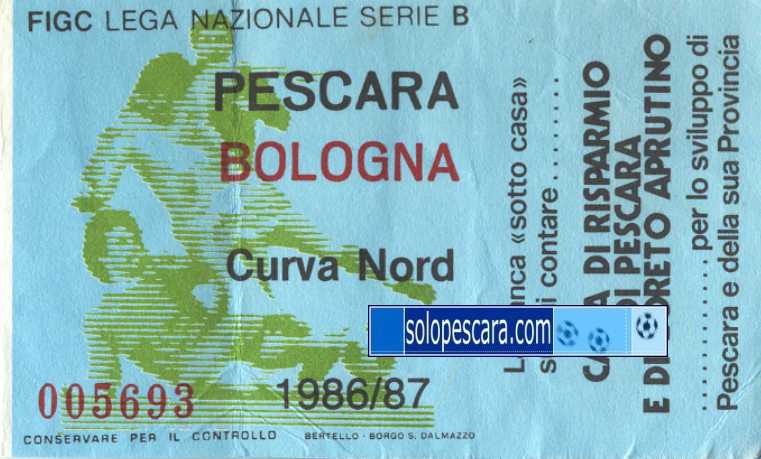 FIGC LEGA NAZIONALE SERIE B
PESCARA
BOLOGNA
Curva Nord
1986/87
005693
CONSERVARE PER IL CONTROLLO
BERTELLO - BORGO S. DALMAZZO
solopescara.com
«sotto casa»
contare.........
DI RISPARMIO
DI PESCARA
E DI LORETO APRUTINO
...........per lo sviluppo di
Pescara e della sua Provincia